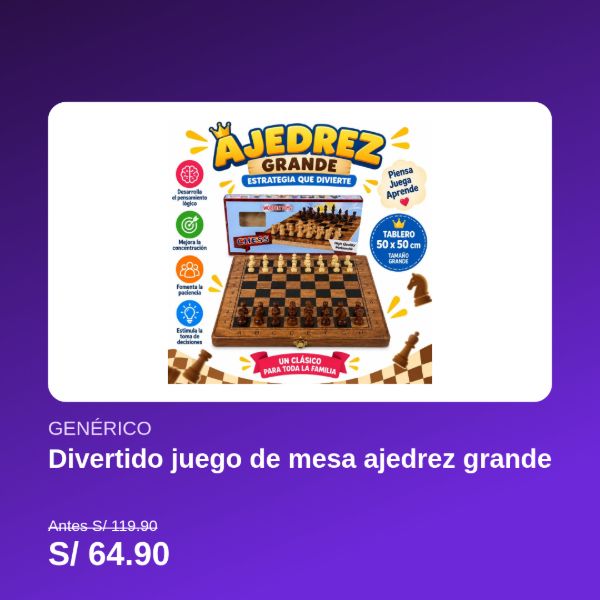 AJEDREZ
GRANDE
ESTRATEGIA QUE DIVIERTE
Piensa
Juega
Aprende
Desarrolla
el pensamiento
lógico
Mejora la
concentración
Fomenta la
paciencia
Estimula la
toma de
decisiones
CHESS
High Quality
TABLERO
50 x 50 cm
TAMAÑO
GRANDE
UN CLÁSICO
PARA TODA LA FAMILIA
GENÉRICO
Divertido juego de mesa ajedrez grande
Antes S/ 119.90
S/ 64.90